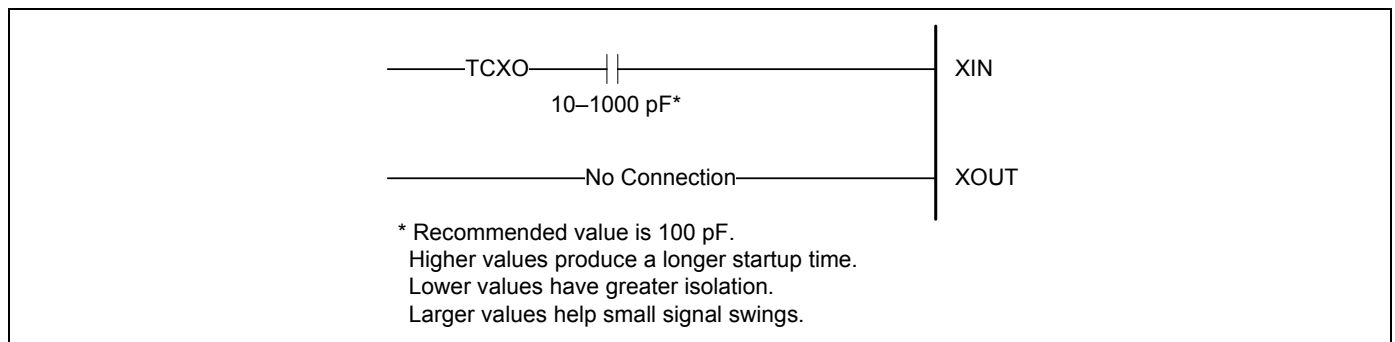 TCXO XIN
10–1000 pF*
No Connection XOUT
* Recommended value is 100 pF.
Higher values produce a longer startup time.
Lower values have greater isolation.
Larger values help small signal swings.